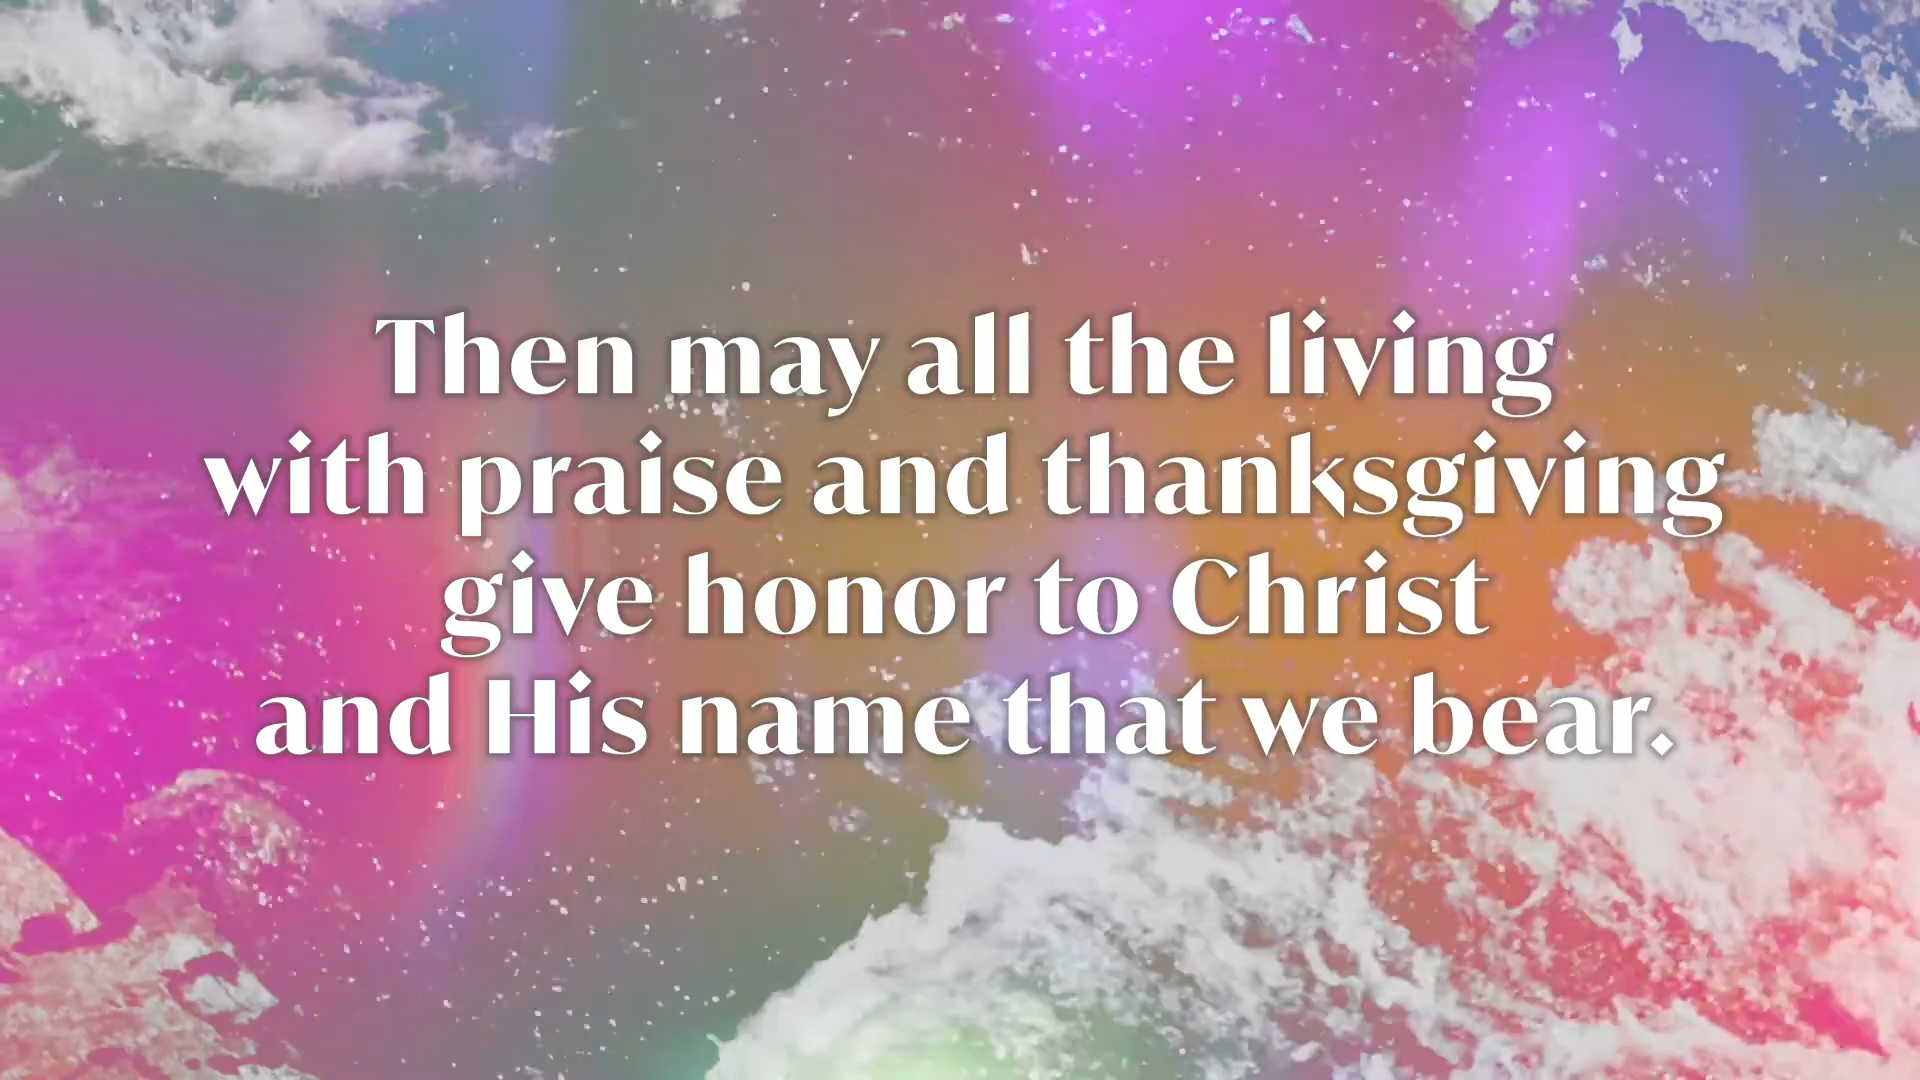 Then may all the living
with praise and thanksgiving
give honor to Christ
and His name that we bear.